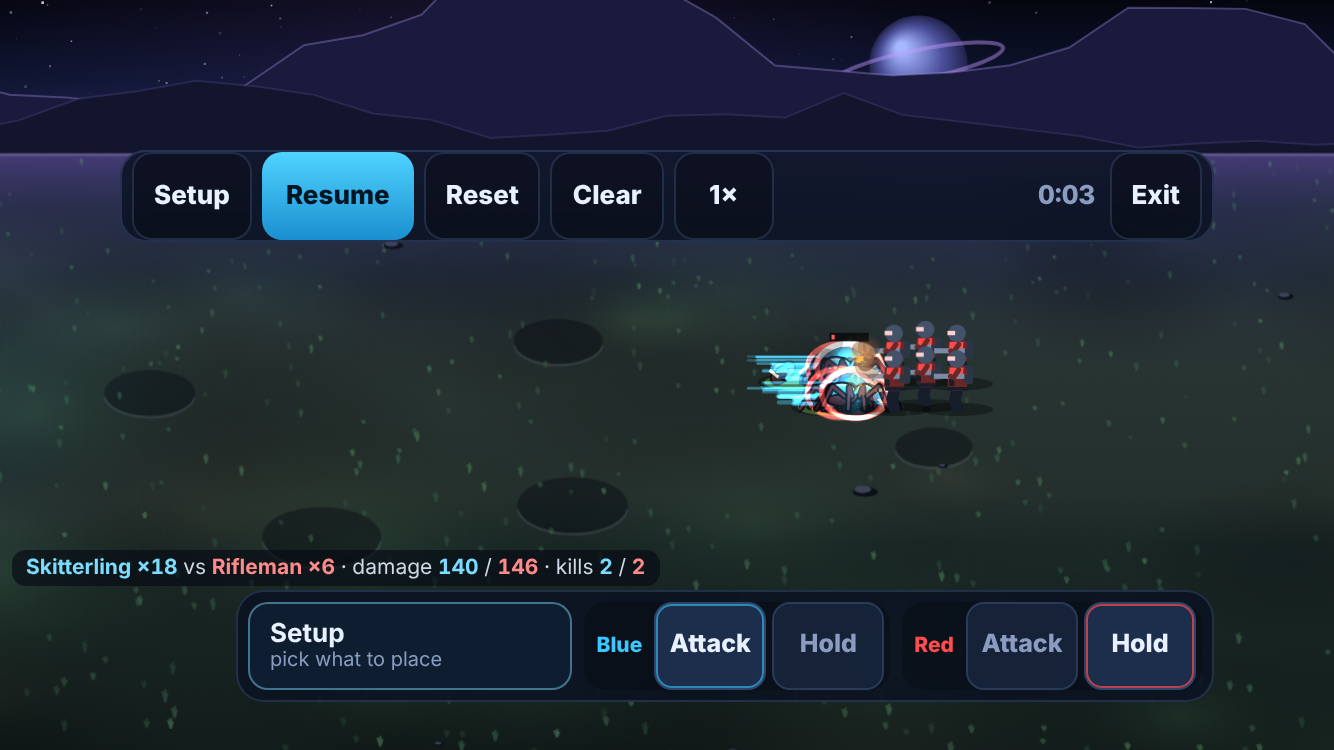 Setup Resume Reset Clear 1× 0:03 Exit
Skitterling ×18 vs Rifleman ×6 · damage 140 / 146 · kills 2 / 2
Setup
pick what to place
Blue Attack Hold Red Attack Hold